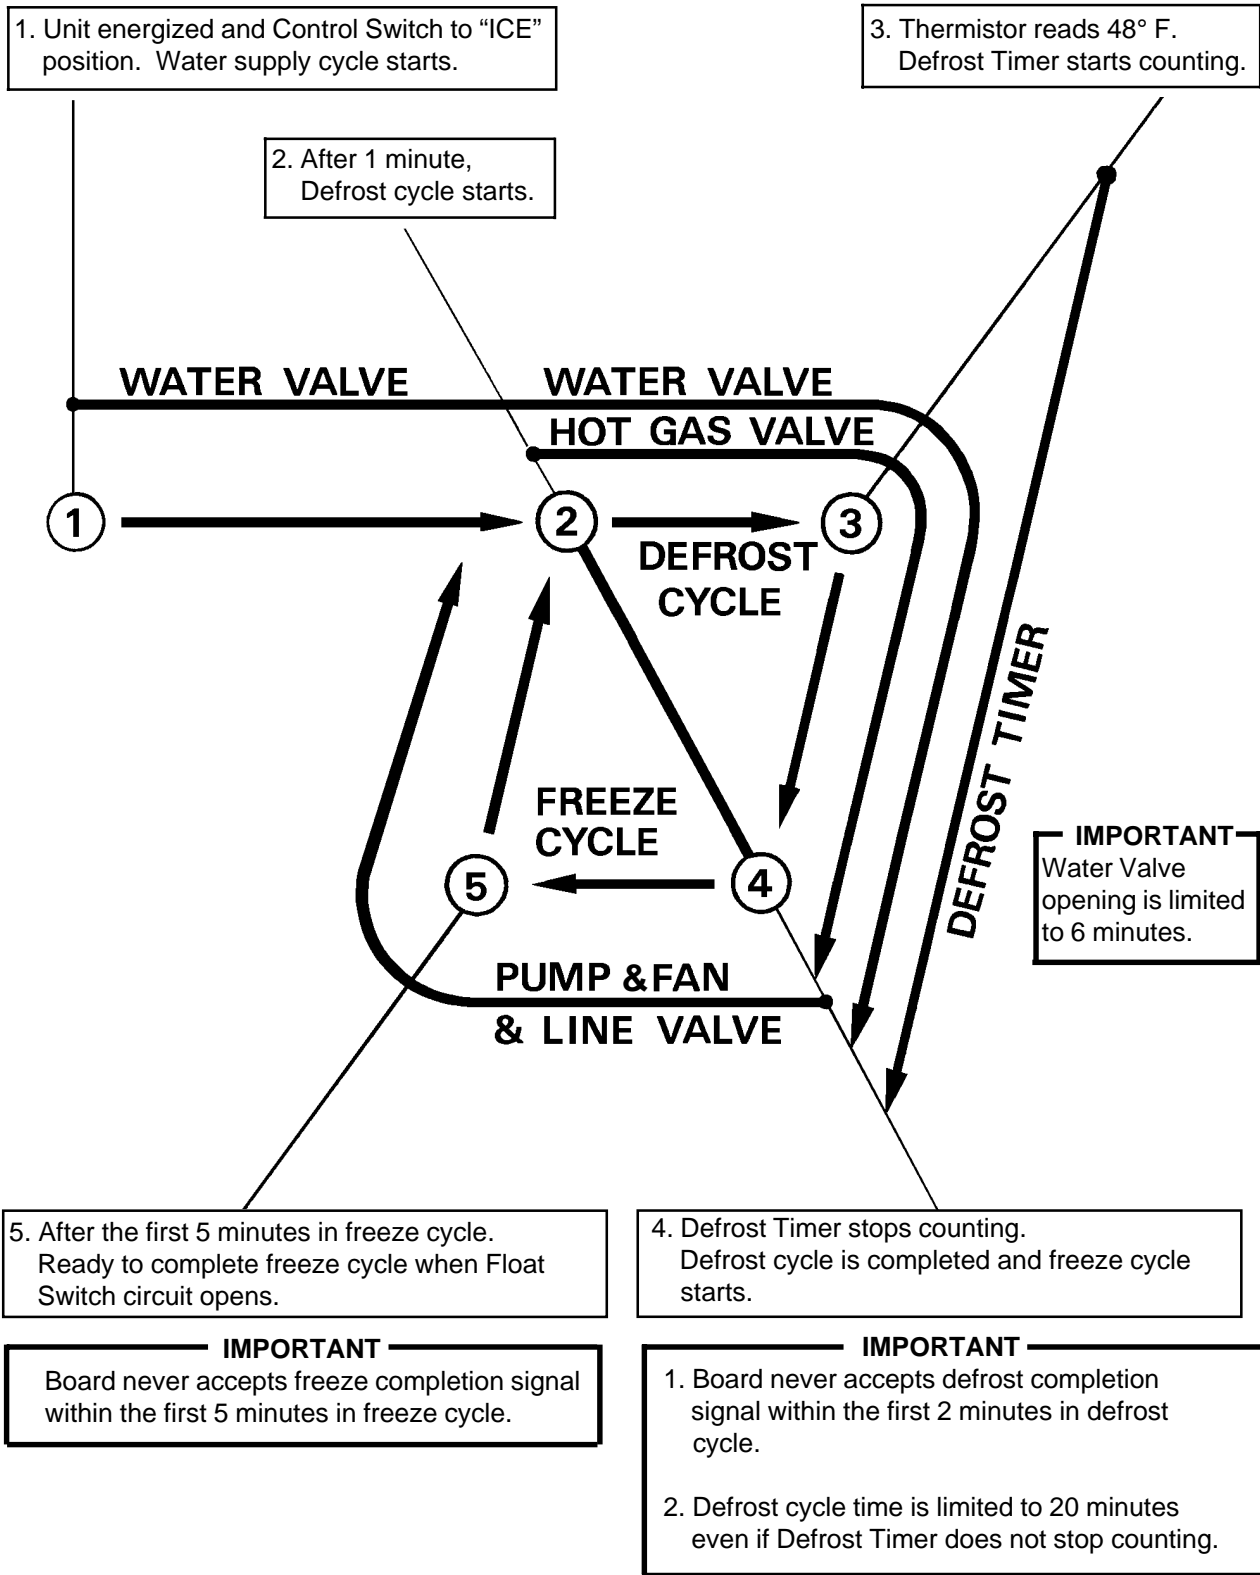 1. Unit energized and Control Switch to “ICE”
position.  Water supply cycle starts.
3. Thermistor reads 48° F.
Defrost Timer starts counting.
2. After 1 minute,
Defrost cycle starts.
WATER VALVE
WATER VALVE
HOT GAS VALVE
1
2
3
DEFROST
CYCLE
DEFROST TIMER
FREEZE
CYCLE
5
4
IMPORTANT
Water Valve
opening is limited
to 6 minutes.
PUMP & FAN
& LINE VALVE
5. After the first 5 minutes in freeze cycle.
Ready to complete freeze cycle when Float
Switch circuit opens.
4. Defrost Timer stops counting.
Defrost cycle is completed and freeze cycle
starts.
IMPORTANT
Board never accepts freeze completion signal
within the first 5 minutes in freeze cycle.
IMPORTANT
1. Board never accepts defrost completion
signal within the first 2 minutes in defrost
cycle.
2. Defrost cycle time is limited to 20 minutes
even if Defrost Timer does not stop counting.